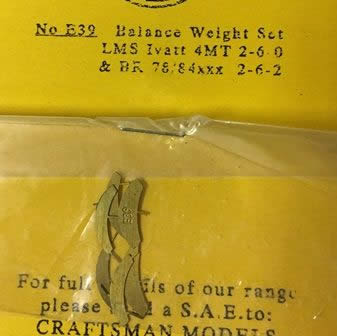 No E39 Balance Weight Set
LMS Ivatt 4MT 2-6-0
& BR 78/84xxx 2-6-2
For full details of our range
please a S.A.E. to:
CRAFTSMAN MODELS